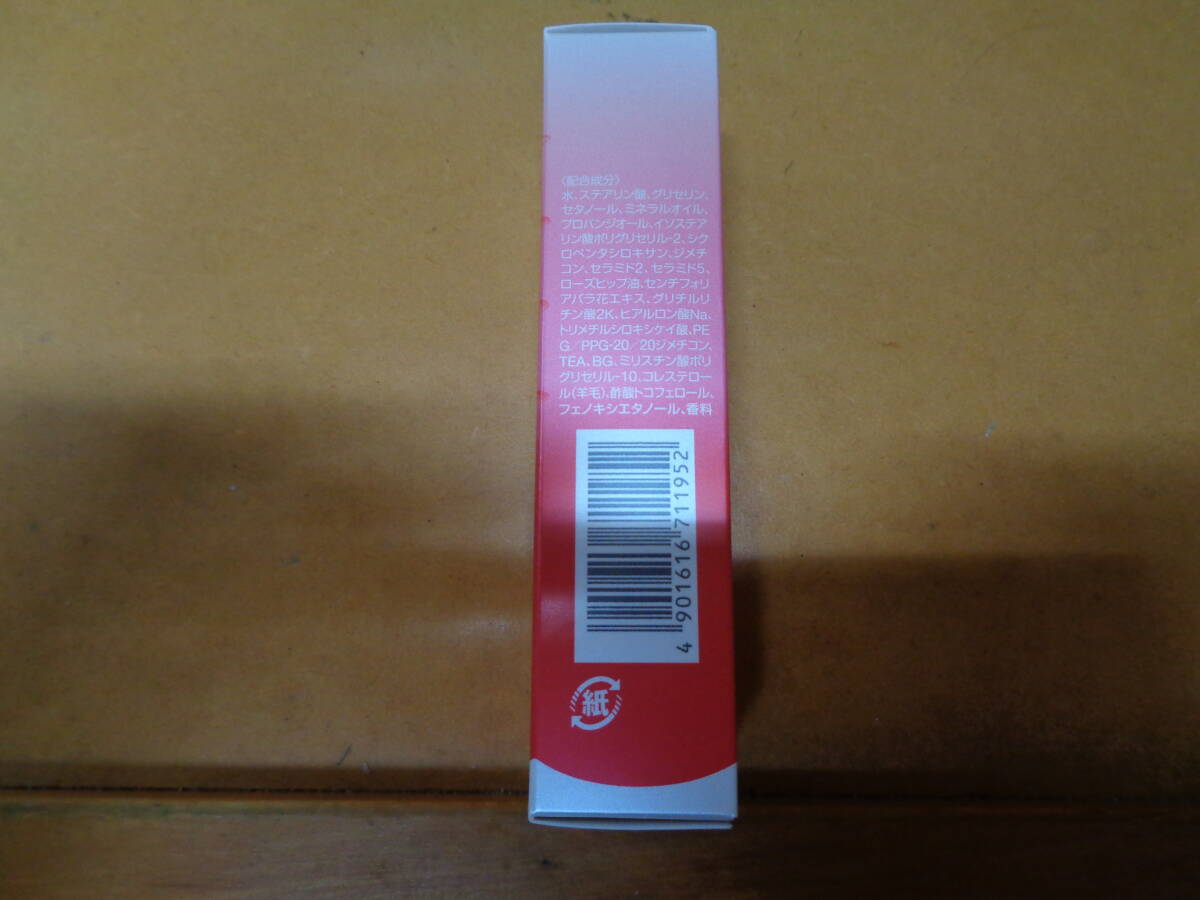 〈配合成分〉
水、ステアリン酸、グリセリン、
セタノール、ミネラルオイル、
プロパンジオール、イソステア
リン酸ポリグリセリル-2、シク
ロペンタシロキサン、ジメチ
コン、セラミド2、セラミド5、
ローズヒップ油、センチフォリ
アバラ花エキス、グリチルリ
チン酸2K、ヒアルロン酸Na、
トリメチルシロキシケイ酸、PE
G／PPG-20／20ジメチコン、
TEA、BG、ミリスチン酸ポリ
グリセリル-10、コレステロー
ル(羊毛)、酢酸トコフェロール、
フェノキシエタノール、香料
4 901616 711952
紙